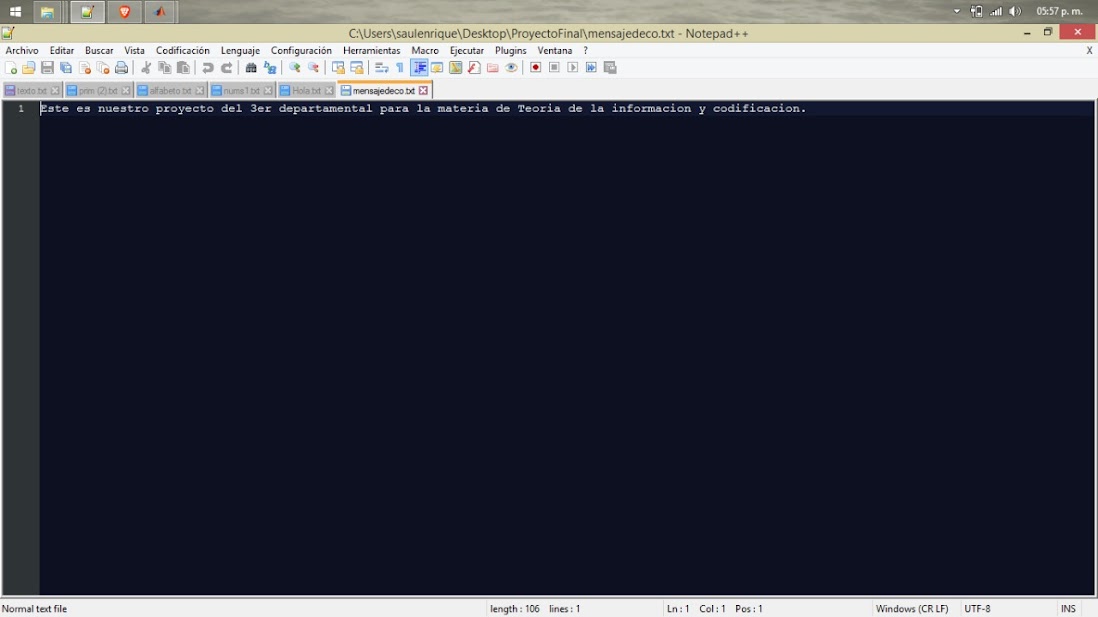 05:57 p. m.
C:\Users\saulenrique\Desktop\ProyectoFinal\mensajedeco.txt - Notepad++
Archivo Editar Buscar Vista Codificación Lenguaje Configuración Herramientas Macro Ejecutar Plugins Ventana ? X
texto.txt prim (2).txt alfabeto.txt nums1.txt Hola.txt mensajedeco.txt
1 Este es nuestro proyecto del 3er departamental para la materia de Teoria de la informacion y codificacion.
Normal text file length : 106 lines : 1 Ln : 1 Col : 1 Pos : 1 Windows (CR LF) UTF-8 INS